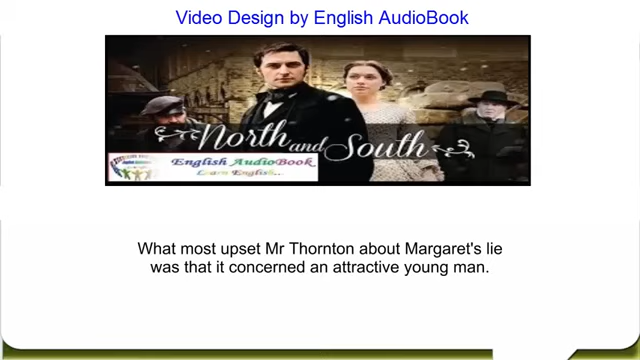 Video Design by English AudioBook
North and South
English AudioBook
Learn English...
What most upset Mr Thornton about Margaret's lie
was that it concerned an attractive young man.